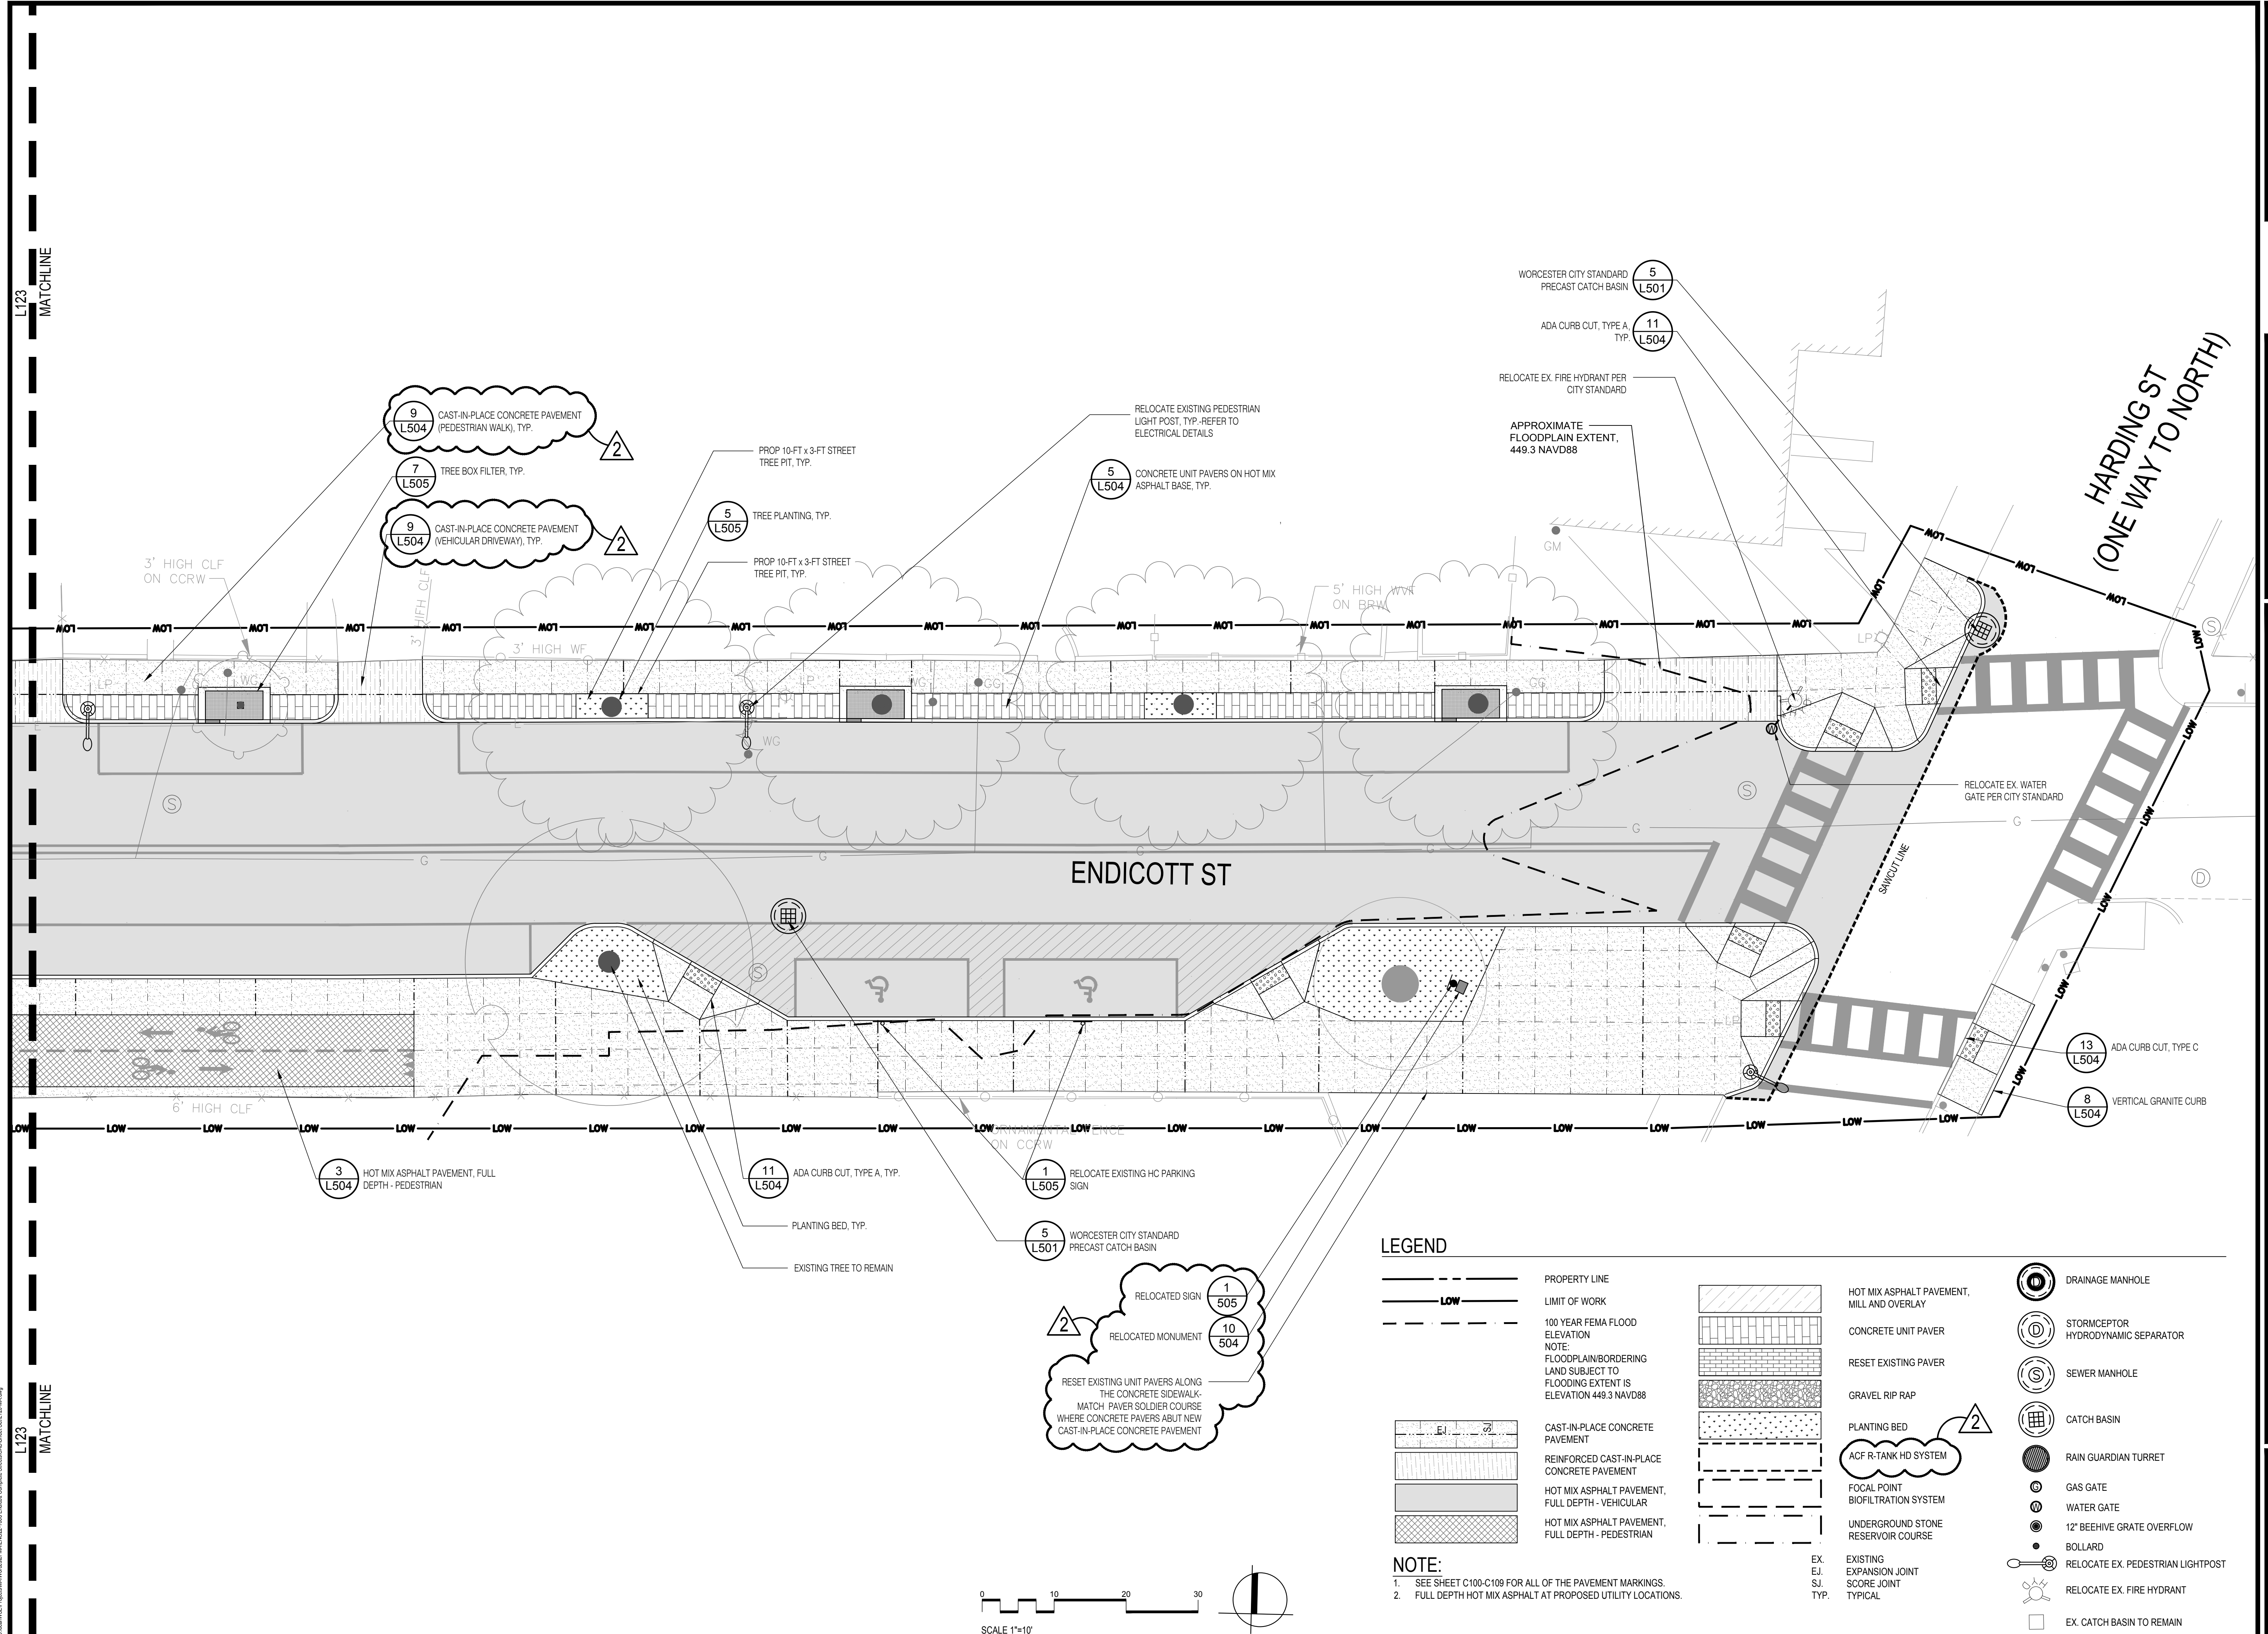 L123
MATCHLINE
9
L504
CAST-IN-PLACE CONCRETE PAVEMENT
(PEDESTRIAN WALK), TYP.
2
7
L505
TREE BOX FILTER, TYP.
9
L504
CAST-IN-PLACE CONCRETE PAVEMENT
(VEHICULAR DRIVEWAY), TYP.
2
PROP 10-FT x 3-FT STREET
TREE PIT, TYP.
5
L505
TREE PLANTING, TYP.
PROP 10-FT x 3-FT STREET
TREE PIT, TYP.
RELOCATE EXISTING PEDESTRIAN
LIGHT POST, TYP.-REFER TO
ELECTRICAL DETAILS
5
L504
CONCRETE UNIT PAVERS ON HOT MIX
ASPHALT BASE, TYP.
WORCESTER CITY STANDARD
PRECAST CATCH BASIN
5
L501
ADA CURB CUT, TYPE A,
TYP.
11
L504
RELOCATE EX. FIRE HYDRANT PER
CITY STANDARD
APPROXIMATE
FLOODPLAIN EXTENT,
449.3 NAVD88
HARDING ST
(ONE WAY TO NORTH)
GM
3' HIGH CLF
ON CCRW
3' HIGH WF
5' HIGH WVF
ON BRW
LOW
LP
WG
LP
GG
GG
LP
WG
W
S
S
S
D
RELOCATE EX. WATER
GATE PER CITY STANDARD
E
G
G
G
G
G
G
ENDICOTT ST
SAWCUT LINE
S
LP
6' HIGH CLF
ORNAMENTAL FENCE
ON CCRW
13
L504
ADA CURB CUT, TYPE C
8
L504
VERTICAL GRANITE CURB
3
L504
HOT MIX ASPHALT PAVEMENT, FULL
DEPTH - PEDESTRIAN
11
L504
ADA CURB CUT, TYPE A, TYP.
1
L505
RELOCATE EXISTING HC PARKING
SIGN
PLANTING BED, TYP.
5
L501
WORCESTER CITY STANDARD
PRECAST CATCH BASIN
EXISTING TREE TO REMAIN
RELOCATED SIGN
1
505
2
RELOCATED MONUMENT
10
504
RESET EXISTING UNIT PAVERS ALONG
THE CONCRETE SIDEWALK-
MATCH PAVER SOLDIER COURSE
WHERE CONCRETE PAVERS ABUT NEW
CAST-IN-PLACE CONCRETE PAVEMENT
L123
MATCHLINE
LEGEND
PROPERTY LINE
LOW
LIMIT OF WORK
100 YEAR FEMA FLOOD
ELEVATION
NOTE:
FLOODPLAIN/BORDERING
LAND SUBJECT TO
FLOODING EXTENT IS
ELEVATION 449.3 NAVD88
EJ
SJ
CAST-IN-PLACE CONCRETE
PAVEMENT
REINFORCED CAST-IN-PLACE
CONCRETE PAVEMENT
HOT MIX ASPHALT PAVEMENT,
FULL DEPTH - VEHICULAR
HOT MIX ASPHALT PAVEMENT,
FULL DEPTH - PEDESTRIAN
HOT MIX ASPHALT PAVEMENT,
MILL AND OVERLAY
CONCRETE UNIT PAVER
RESET EXISTING PAVER
GRAVEL RIP RAP
PLANTING BED
2
ACF R-TANK HD SYSTEM
FOCAL POINT
BIOFILTRATION SYSTEM
UNDERGROUND STONE
RESERVOIR COURSE
EX. EXISTING
EJ. EXPANSION JOINT
SJ. SCORE JOINT
TYP. TYPICAL
D
DRAINAGE MANHOLE
D
STORMCEPTOR
HYDRODYNAMIC SEPARATOR
S
SEWER MANHOLE
CATCH BASIN
RAIN GUARDIAN TURRET
G
GAS GATE
W
WATER GATE
12" BEEHIVE GRATE OVERFLOW
BOLLARD
RELOCATE EX. PEDESTRIAN LIGHTPOST
RELOCATE EX. FIRE HYDRANT
EX. CATCH BASIN TO REMAIN
NOTE:
1. SEE SHEET C100-C109 FOR ALL OF THE PAVEMENT MARKINGS.
2. FULL DEPTH HOT MIX ASPHALT AT PROPOSED UTILITY LOCATIONS.
0 10 20 30
SCALE 1"=10'